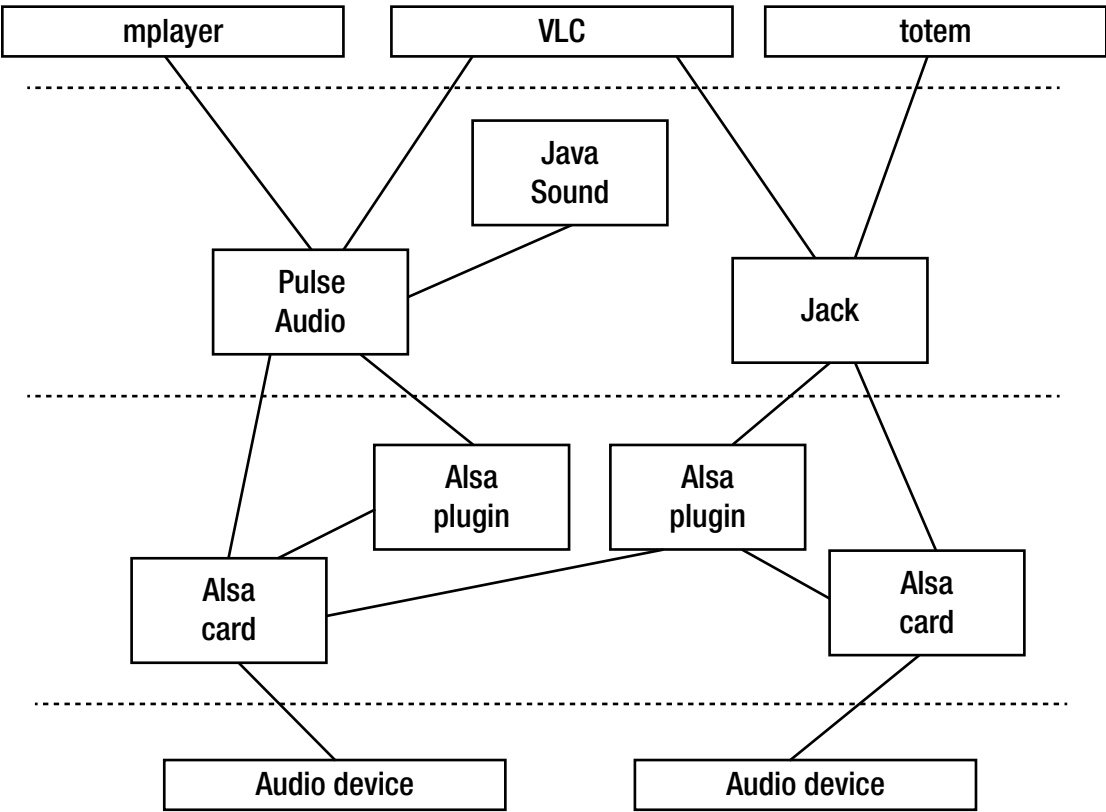 mplayer
VLC
totem
Java
Sound
Pulse
Audio
Jack
Alsa
plugin
Alsa
plugin
Alsa
card
Alsa
card
Audio device
Audio device